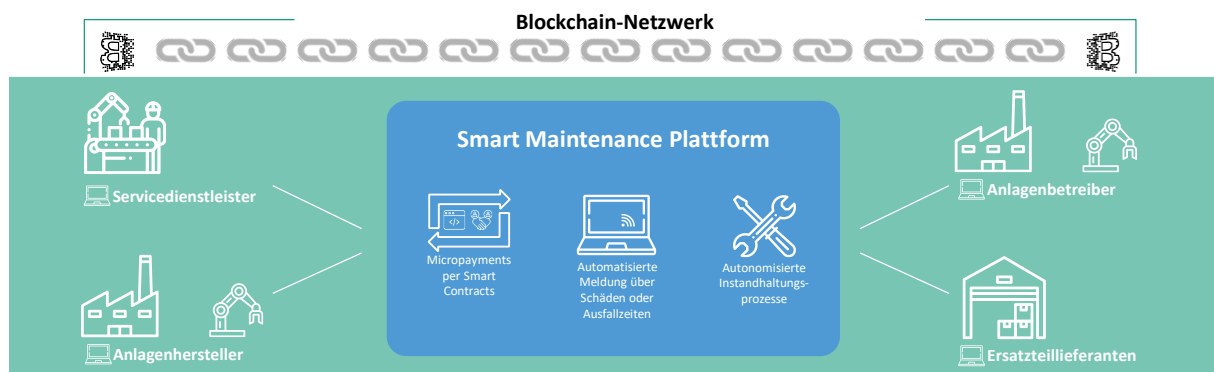 Blockchain-Netzwerk
Smart Maintenance Plattform
Servicedienstleister
Anlagenbetreiber
Micropayments
per Smart
Contracts
Automatisierte
Meldung über
Schäden oder
Ausfallzeiten
Autonomisierte
Instandhaltungs-
prozesse
Anlagenhersteller
Ersatzteillieferanten